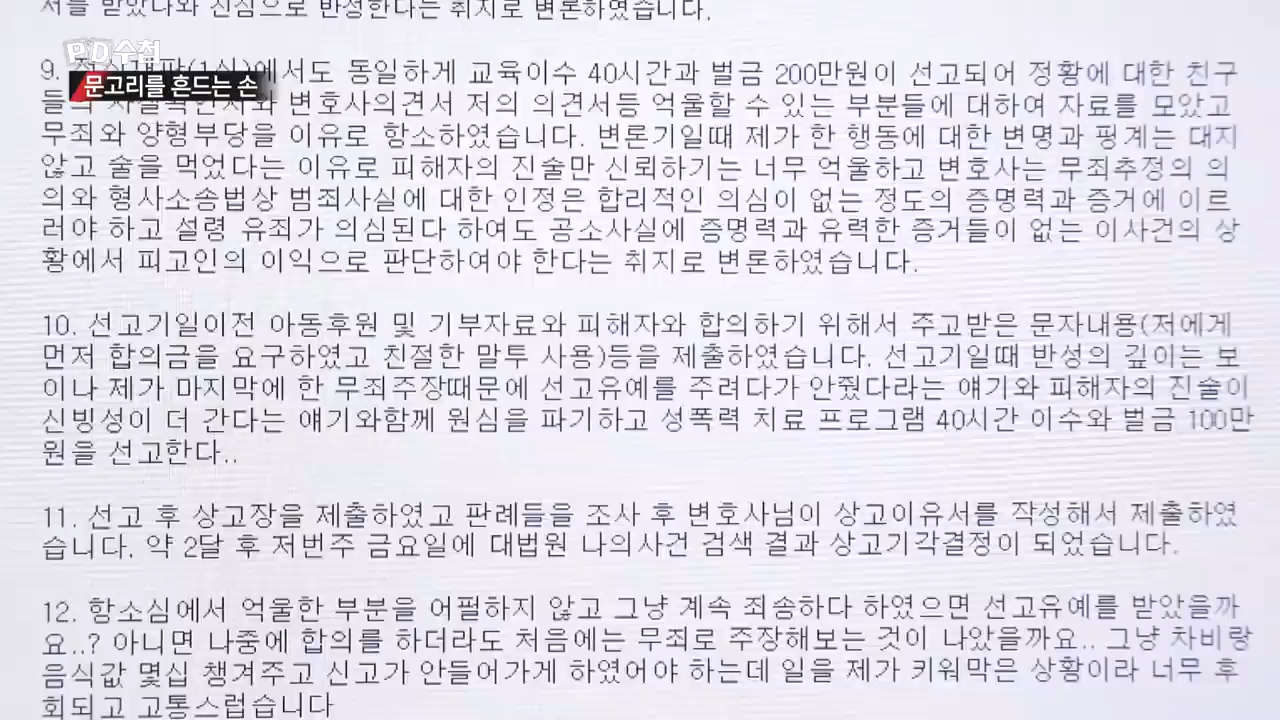 서를 받았다와 진심으로 반성한다는 취지로 변론하였습니다.
PD수첩
문고리를 흔드는 손
9. 에서도 동일하게 교육이수 40시간과 벌금 200만원이 선고되어 정황에 대한 친구
들의 사실확인서와 변호사의견서 저의 의견서등 억울할 수 있는 부분들에 대하여 자료를 모았고
무죄와 양형부당을 이유로 항소하였습니다. 변론기일때 제가 한 행동에 대한 변명과 핑계는 대지
않고 술을 먹었다는 이유로 피해자의 진술만 신뢰하기는 너무 억울하고 변호사는 무죄추정의 의
의와 형사소송법상 범죄사실에 대한 인정은 합리적인 의심이 없는 정도의 증명력과 증거에 이르
러야 하고 설령 유죄가 의심된다 하여도 공소사실에 증명력과 유력한 증거들이 없는 이사건의 상
황에서 피고인의 이익으로 판단하여야 한다는 취지로 변론하였습니다.
10. 선고기일이전 아동후원 및 기부자료와 피해자와 합의하기 위해서 주고받은 문자내용(저에게
먼저 합의금을 요구하였고 친절한 말투 사용)등을 제출하였습니다. 선고기일때 반성의 깊이는 보
이나 제가 마지막에 한 무죄주장때문에 선고유예를 주려다가 안줬다라는 얘기와 피해자의 진술이
신빙성이 더 간다는 얘기와함께 원심을 파기하고 성폭력 치료 프로그램 40시간 이수와 벌금 100만
원을 선고한다..
11. 선고 후 상고장을 제출하였고 판례들을 조사 후 변호사님이 상고이유서를 작성해서 제출하였
습니다. 약 2달 후 저번주 금요일에 대법원 나의사건 검색 결과 상고기각결정이 되었습니다.
12. 항소심에서 억울한 부분을 어필하지 않고 그냥 계속 죄송하다 하였으면 선고유예를 받았을까
요..? 아니면 나중에 합의를 하더라도 처음에는 무죄로 주장해보는 것이 나았을까요.. 그냥 차비랑
음식값 몇십 챙겨주고 신고가 안들어가게 하였어야 하는데 일을 제가 키워막은 상황이라 너무 후
회되고 고통스럽습니다